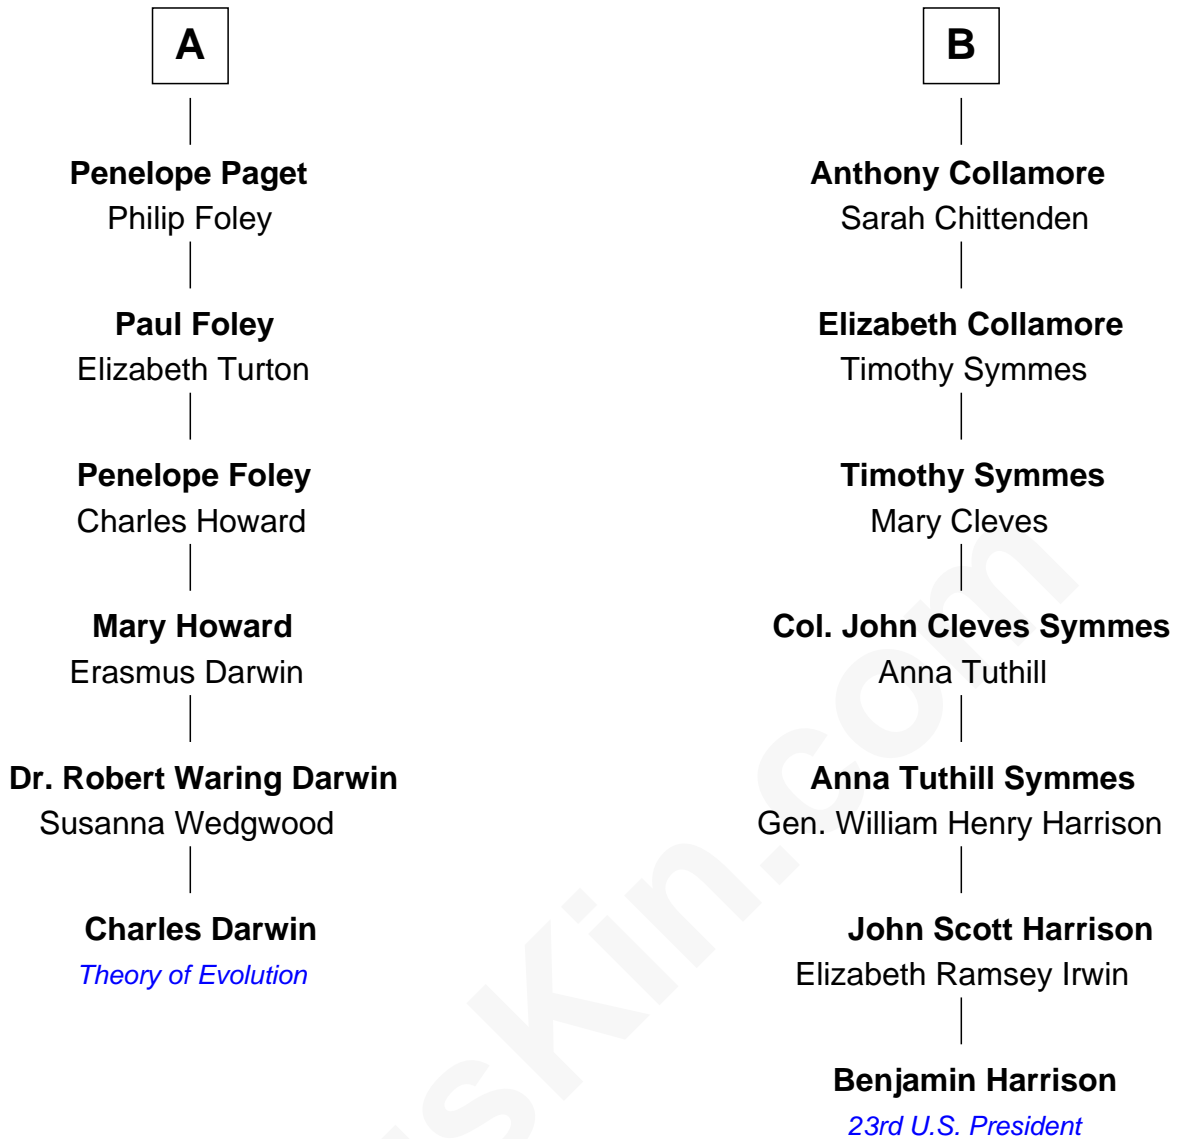 A
Penelope Paget
Philip Foley
Paul Foley
Elizabeth Turton
Penelope Foley
Charles Howard
Mary Howard
Erasmus Darwin
Dr. Robert Waring Darwin
Susanna Wedgwood
Charles Darwin
Theory of Evolution
B
Anthony Collamore
Sarah Chittenden
Elizabeth Collamore
Timothy Symmes
Timothy Symmes
Mary Cleves
Col. John Cleves Symmes
Anna Tuthill
Anna Tuthill Symmes
Gen. William Henry Harrison
John Scott Harrison
Elizabeth Ramsey Irwin
Benjamin Harrison
23rd U.S. President
sKin.com